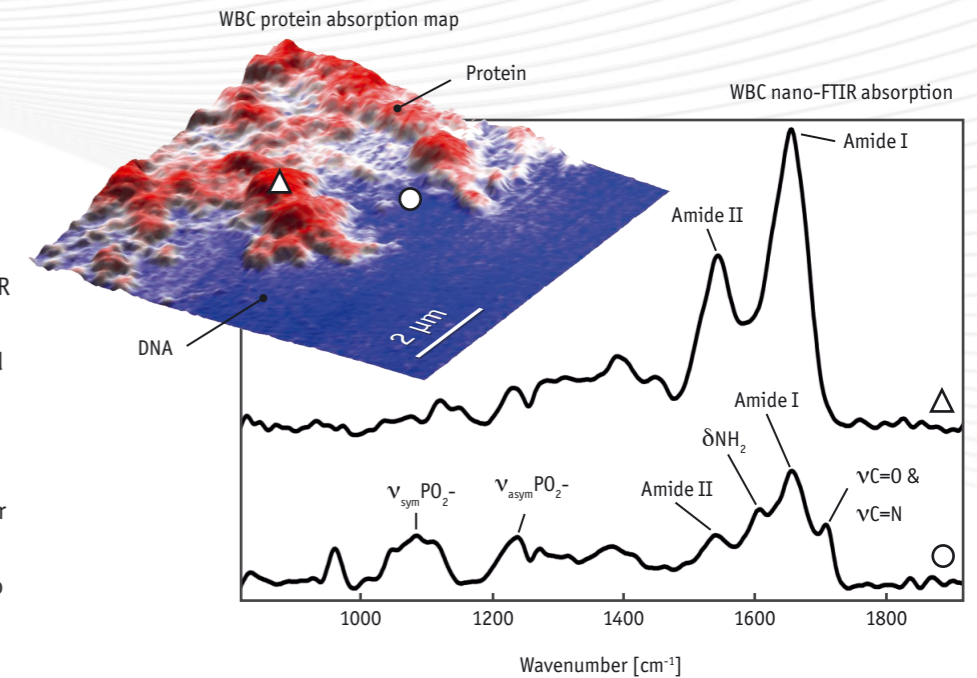 WBC protein absorption map
Protein
WBC nano-FTIR absorption
Amide I
Amide II
R
DNA
2 µm
l
Amide I
δNH₂
νC=O &
νC=N
νsymPO₂-
νasymPO₂-
Amide II
r
1000 1200 1400 1600 1800
Wavenumber [cm⁻¹]